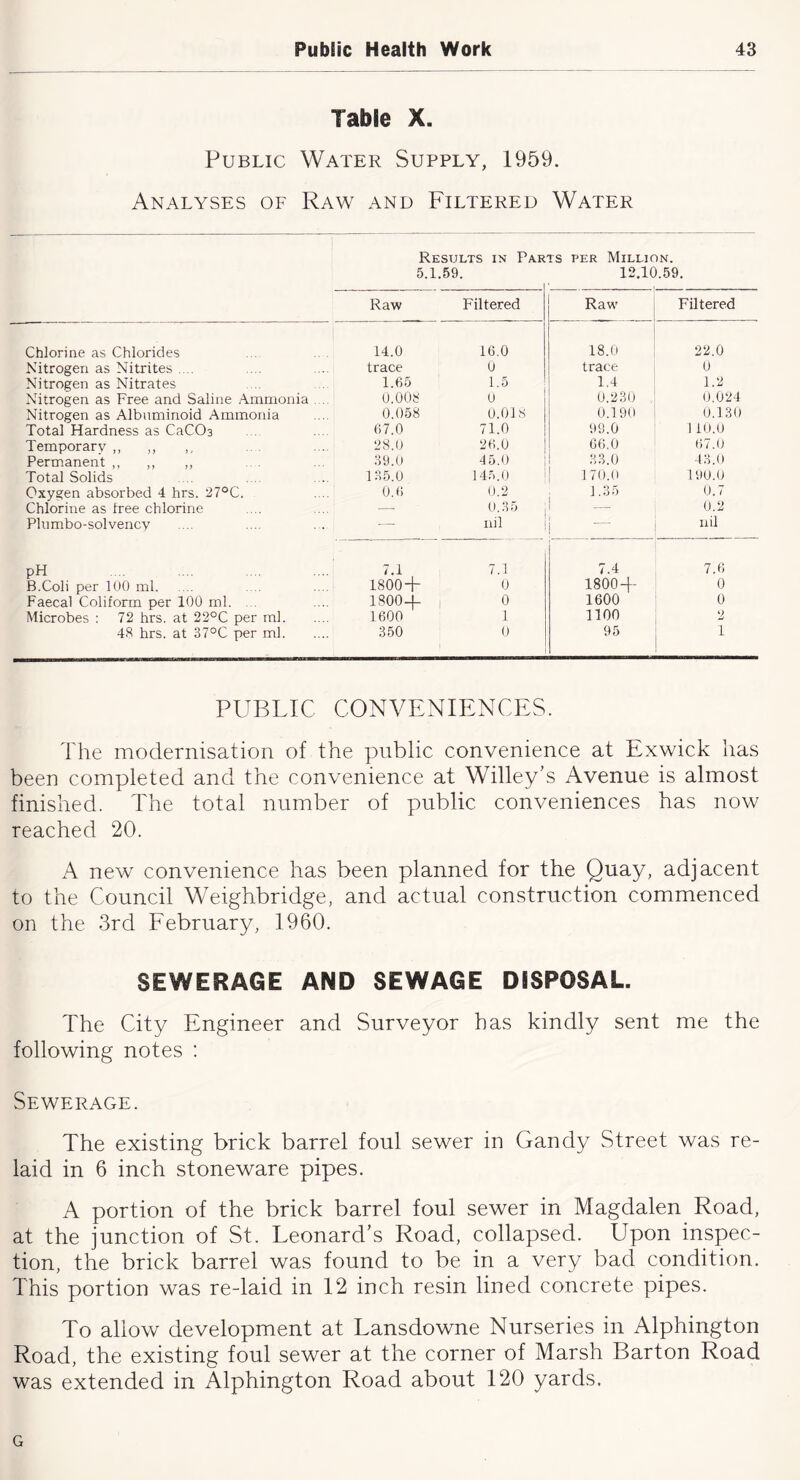 Public Health Work 43
Table X.
Public Water Supply, 1959.
Analyses of Raw and Filtered Water
Results in Parts per Million.
5.1.59. 12.10.59.
Raw Filtered Raw Filtered
Chlorine as Chlorides .... .... 14.0 16.0 18.0 22.0
Nitrogen as Nitrites .... .... .... trace 0 trace 0
Nitrogen as Nitrates .... .... 1.65 1.5 1.4 1.2
Nitrogen as Free and Saline Ammonia .... 0.008 0 0.230 0.024
Nitrogen as Albuminoid Ammonia .... 0.058 0.018 0.190 0.130
Total Hardness as CaCO3 .... .... 67.0 71.0 99.0 110.0
Temporary ,, ,, ,, .... .... 28.0 26.0 66.0 67.0
Permanent ,, ,, ,, .... .... 39.0 45.0 33.0 43.0
Total Solids .... .... .... 135.0 145.0 170.0 190.0
Oxygen absorbed 4 hrs. 27°C. .... 0.6 0.2 1.35 0.7
Chlorine as free chlorine .... .... — 0.35 — 0.2
Plumbo-solvency .... .... .... — nil — nil
pH .... .... .... .... 7.1 7.1 7.4 7.6
B.Coli per 100 ml. .... .... .... 1800+ 0 1800+ 0
Faecal Coliform per 100 ml. .... .... 1800+ 0 1600 0
Microbes : 72 hrs. at 22°C per ml. .... 1600 1 1100 2
48 hrs. at 37°C per ml. .... 350 0 95 1
PUBLIC CONVENIENCES.
The modernisation of the public convenience at Exwick has
been completed and the convenience at Willey's Avenue is almost
finished. The total number of public conveniences has now
reached 20.
A new convenience has been planned for the Quay, adjacent
to the Council Weighbridge, and actual construction commenced
on the 3rd February, 1960.
SEWERAGE AND SEWAGE DISPOSAL.
The City Engineer and Surveyor has kindly sent me the
following notes :
Sewerage.
The existing brick barrel foul sewer in Gandy Street was re-
laid in 6 inch stoneware pipes.
A portion of the brick barrel foul sewer in Magdalen Road,
at the junction of St. Leonard's Road, collapsed. Upon inspec-
tion, the brick barrel was found to be in a very bad condition.
This portion was re-laid in 12 inch resin lined concrete pipes.
To allow development at Lansdowne Nurseries in Alphington
Road, the existing foul sewer at the corner of Marsh Barton Road
was extended in Alphington Road about 120 yards.
G